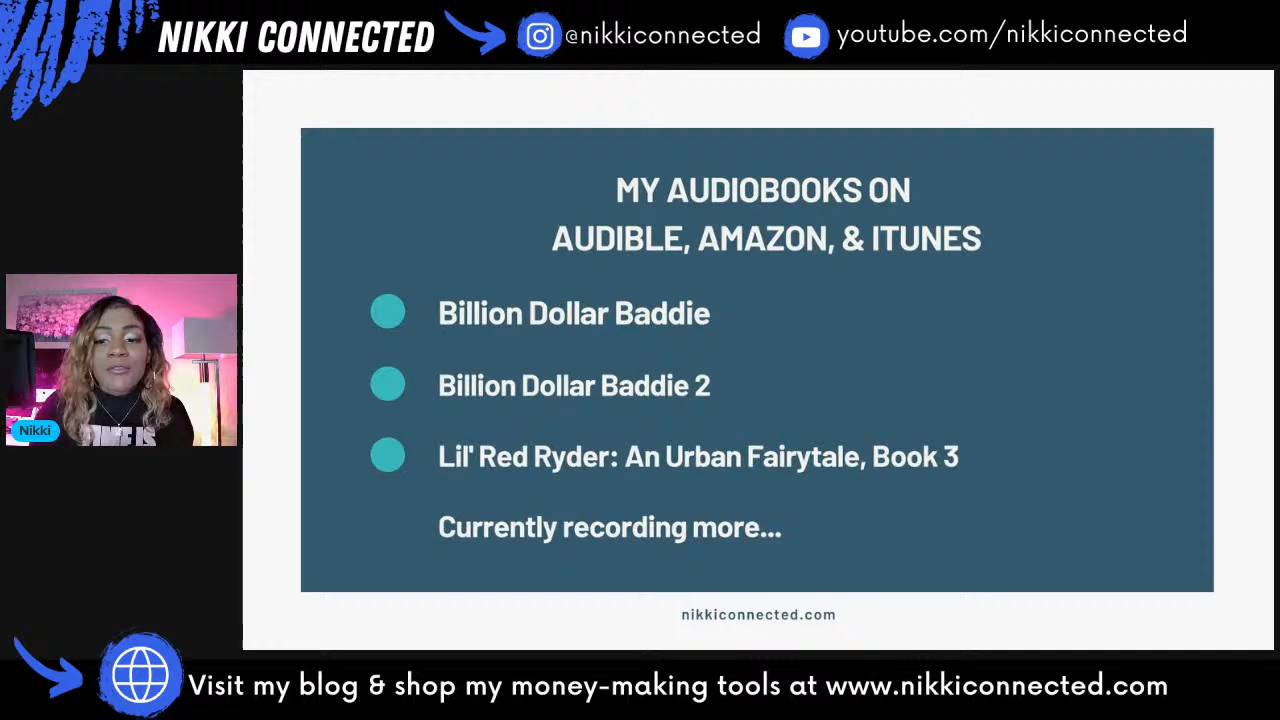 NIKKI CONNECTED
@nikkiconnected
youtube.com/nikkiconnected
MY AUDIOBOOKS ON
AUDIBLE, AMAZON, & ITUNES
Billion Dollar Baddie
Billion Dollar Baddie 2
Lil' Red Ryder: An Urban Fairytale, Book 3
Currently recording more...
nikkiconnected.com
Nikki
Visit my blog & shop my money-making tools at www.nikkiconnected.com